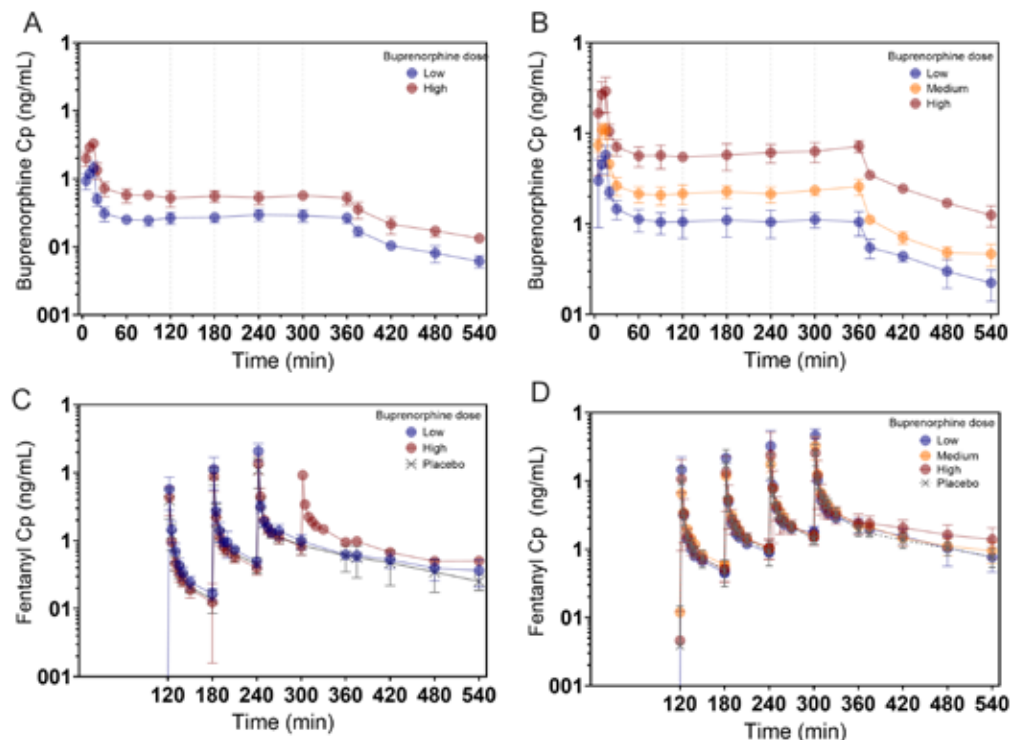 A
Buprenorphine Cp (ng/mL)
1
1
1
01
001
Buprenorphine dose
Low
High
0 60 120 180 240 300 360 420 480 540
Time (min)
B
Buprenorphine Cp (ng/mL)
1
1
1
01
Buprenorphine dose
Low
Medium
High
0 60 120 180 240 300 360 420 480 540
Time (min)
C
Fentanyl Cp (ng/mL)
1
1
1
01
001
Buprenorphine dose
Low
High
Placebo
120 180 240 300 360 420 480 540
Time (min)
D
Fentanyl Cp (ng/mL)
1
1
1
01
001
Buprenorphine dose
Low
Medium
High
Placebo
120 180 240 300 360 420 480 540
Time (min)